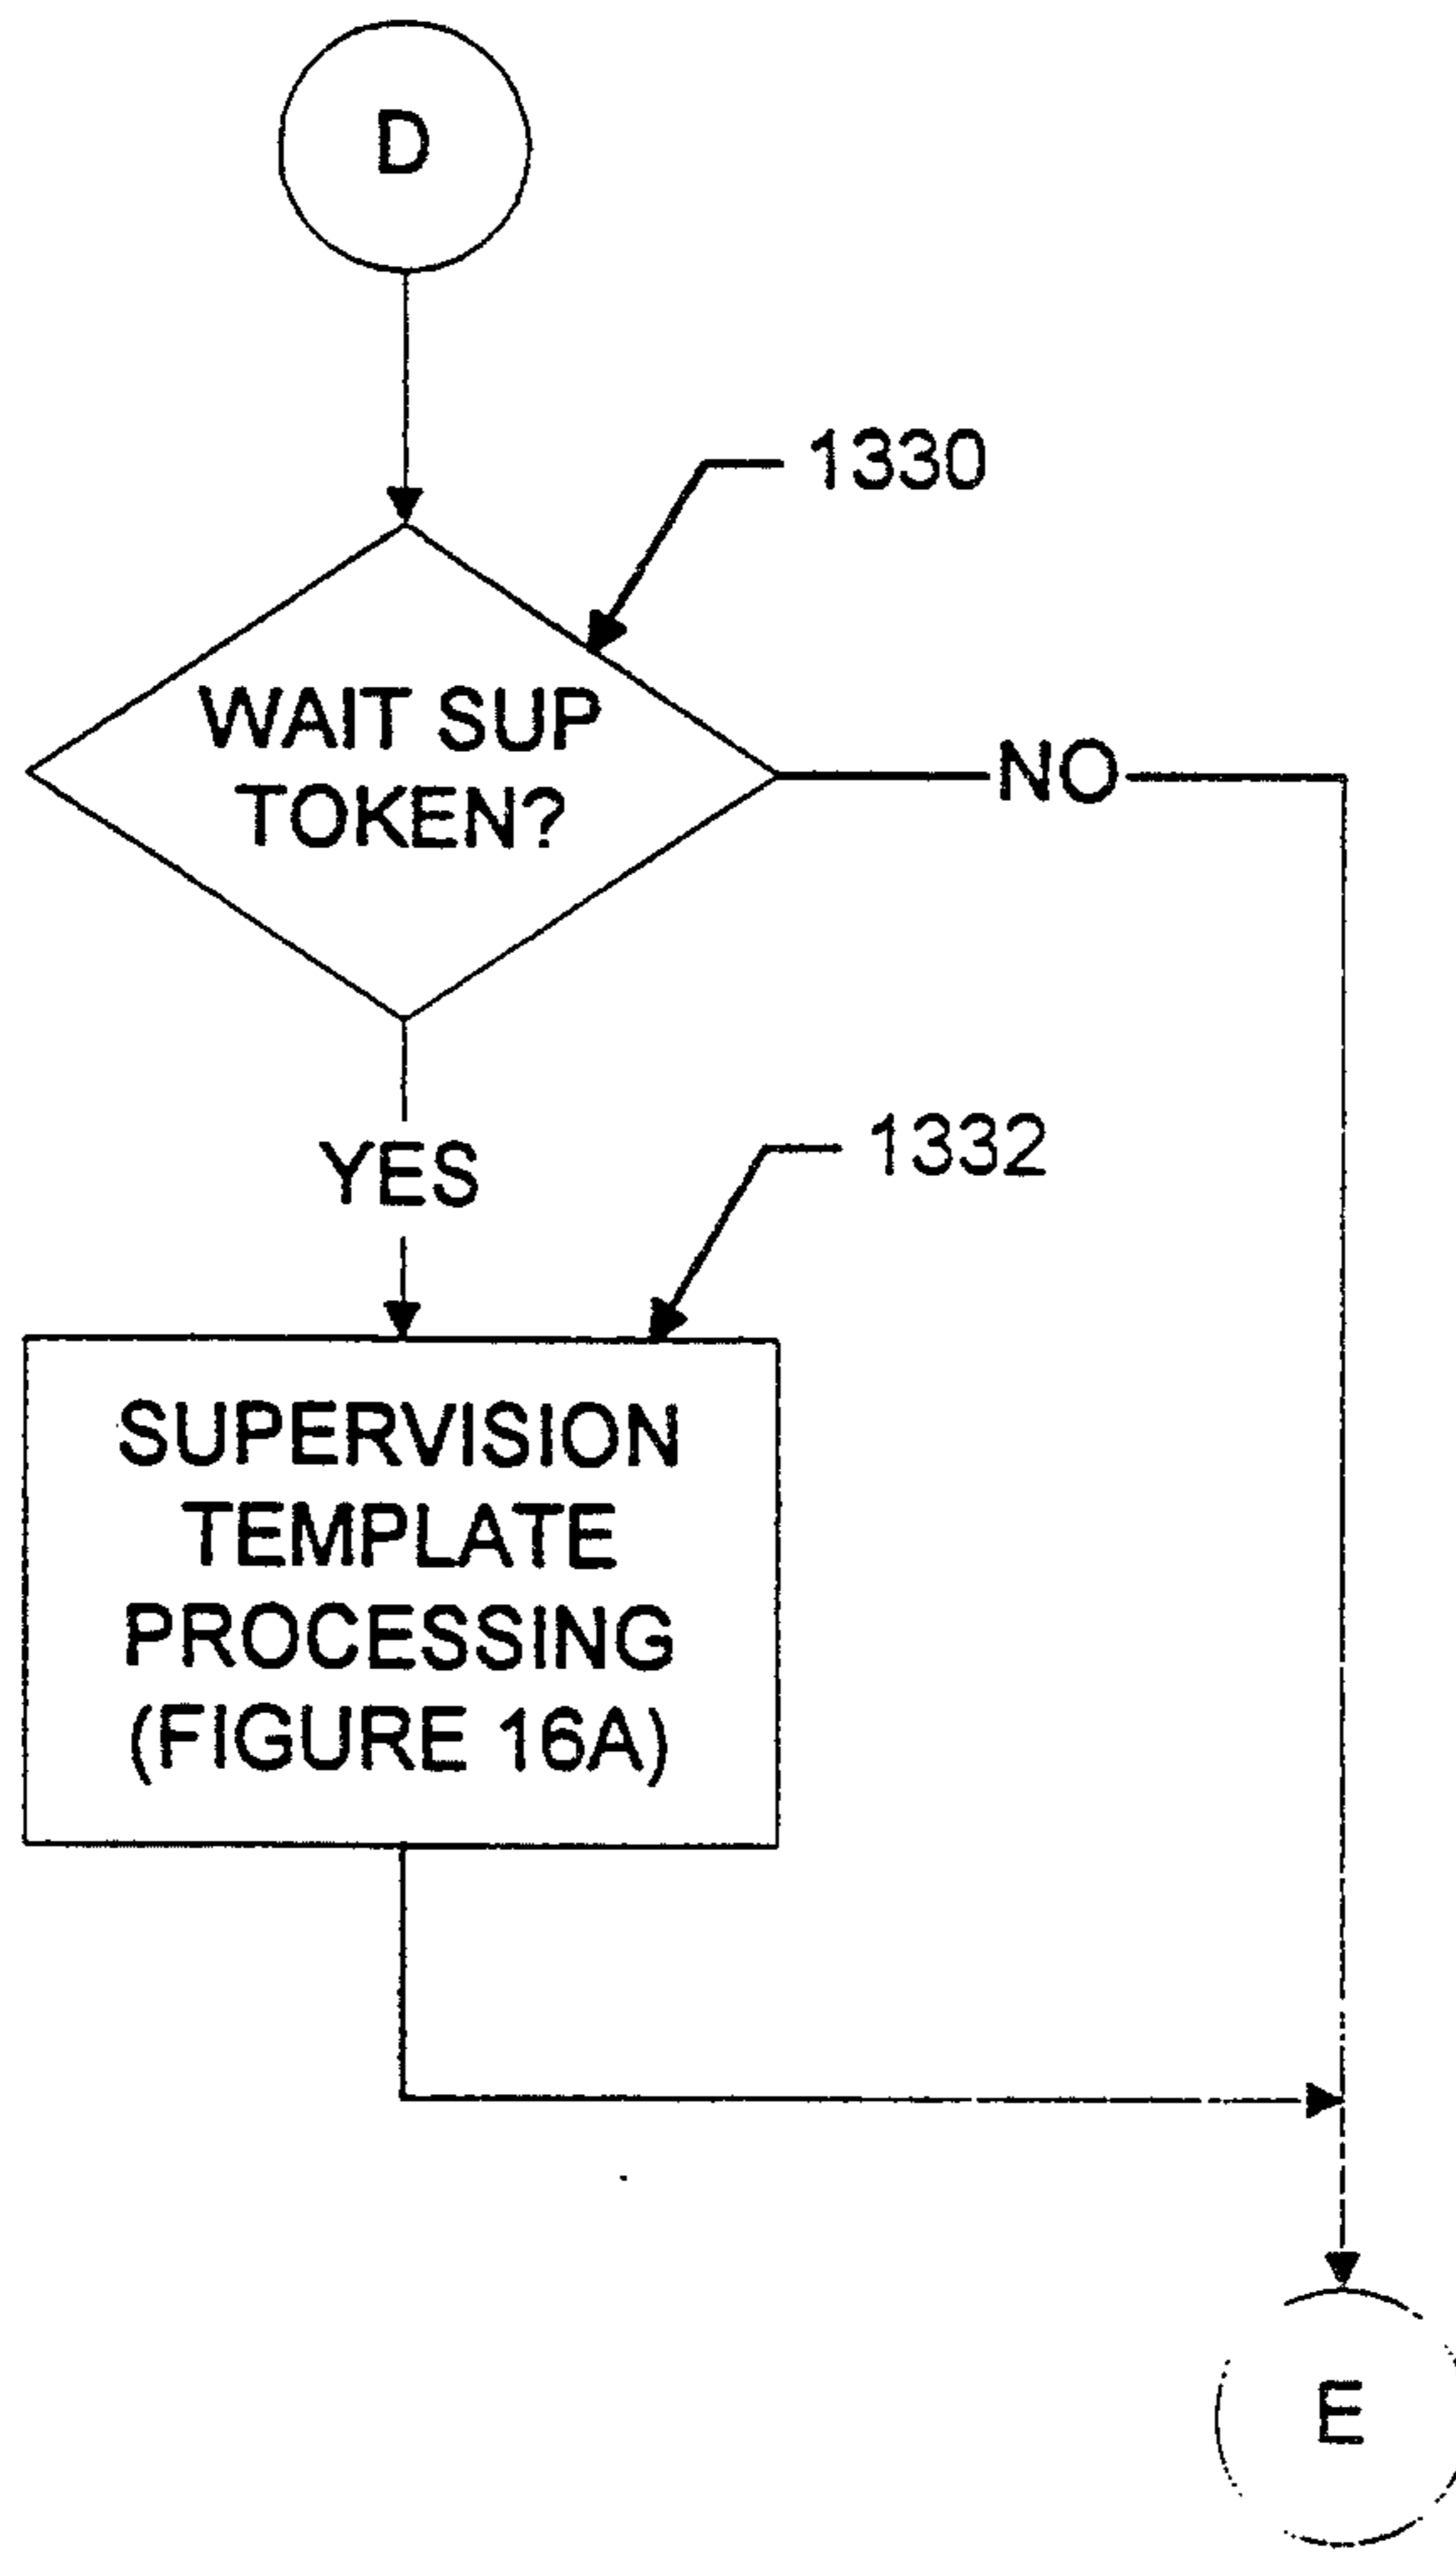 D
1330
WAIT SUP
TOKEN?
NO
YES
1332
SUPERVISION
TEMPLATE
PROCESSING
(FIGURE 16A)
E